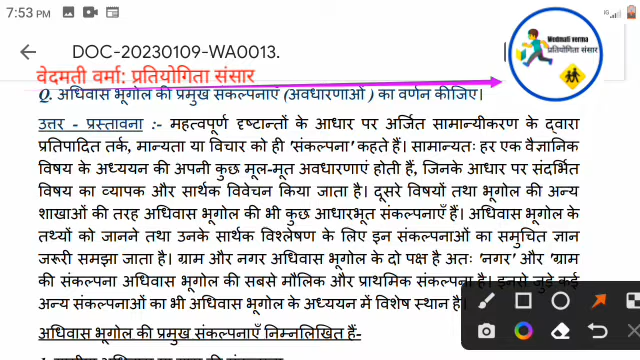 7:53 PM
DOC-20230109-WA0013.
Vedmati verma
प्रतियोगिता संसार
वेदमती वर्मा: प्रतियोगिता संसार
Q. अधिवास भूगोल की प्रमुख संकल्पनाएं (अवधारणाओं ) का वर्णन कीजिए।
उत्तर - प्रस्तावना :- महत्वपूर्ण दृष्टान्तों के आधार पर अर्जित सामान्यीकरण के द्वारा
प्रतिपादित तर्क, मान्यता या विचार को ही 'संकल्पना' कहते हैं। सामान्यतः हर एक वैज्ञानिक
विषय के अध्ययन की अपनी कुछ मूल-मूत अवधारणाएं होती हैं, जिनके आधार पर संदर्भित
विषय का व्यापक और सार्थक विवेचन किया जाता है। दूसरे विषयों तथा भूगोल की अन्य
शाखाओं की तरह अधिवास भूगोल की भी कुछ आधारभूत संकल्पनाएँ हैं। अधिवास भूगोल के
तथ्यों को जानने तथा उनके सार्थक विश्लेषण के लिए इन संकल्पनाओं का समुचित ज्ञान
जरूरी समझा जाता है। ग्राम और नगर अधिवास भूगोल के दो पक्ष है अतः 'नगर' और 'ग्राम
की संकल्पना अधिवास भूगोल की सबसे मौलिक और प्राथमिक संकल्पना है। इनसे जुड़े कई
अन्य संकल्पनाओं का भी अधिवास भूगोल के अध्ययन में विशेष स्थान है।
अधिवास भूगोल की प्रमुख संकल्पनाएँ निम्नलिखित हैं-